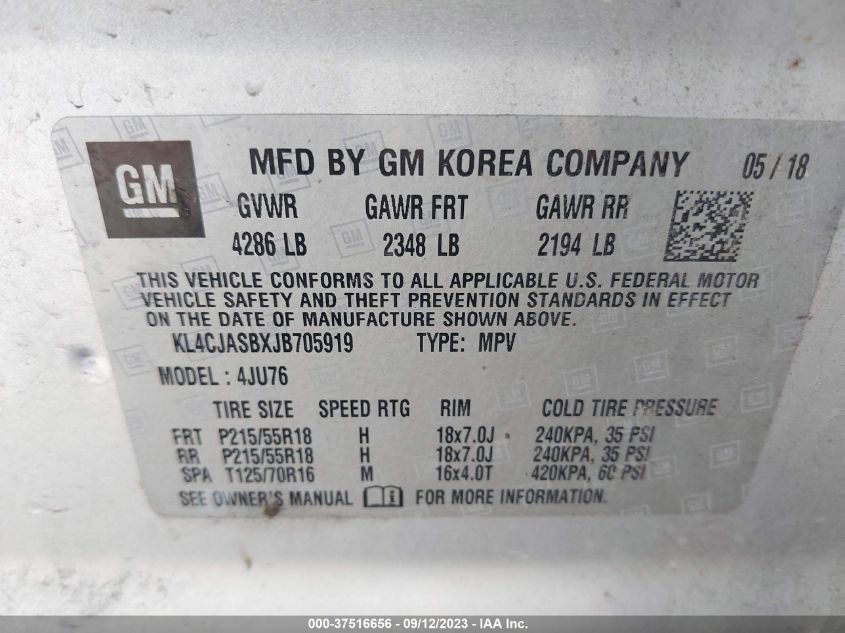 GM
MFD BY GM KOREA COMPANY 05/18
GVWR GAWR FRT GAWR RR
4286 LB 2348 LB 2194 LB
THIS VEHICLE CONFORMS TO ALL APPLICABLE U.S. FEDERAL MOTOR
VEHICLE SAFETY AND THEFT PREVENTION STANDARDS IN EFFECT
ON THE DATE OF MANUFACTURE SHOWN ABOVE.
KL4CJASBXJB705919 TYPE: MPV
MODEL: 4JU76
TIRE SIZE SPEED RTG RIM COLD TIRE PRESSURE
FRT P215/55R18 H 18x7.0J 240KPA, 35 PSI
RR P215/55R18 H 18x7.0J 240KPA, 35 PSI
SPA T125/70R16 M 16x4.0T 420KPA, 60 PSI
SEE OWNER'S MANUAL FOR MORE INFORMATION.
000-37516656 - 09/12/2023 - IAA Inc.